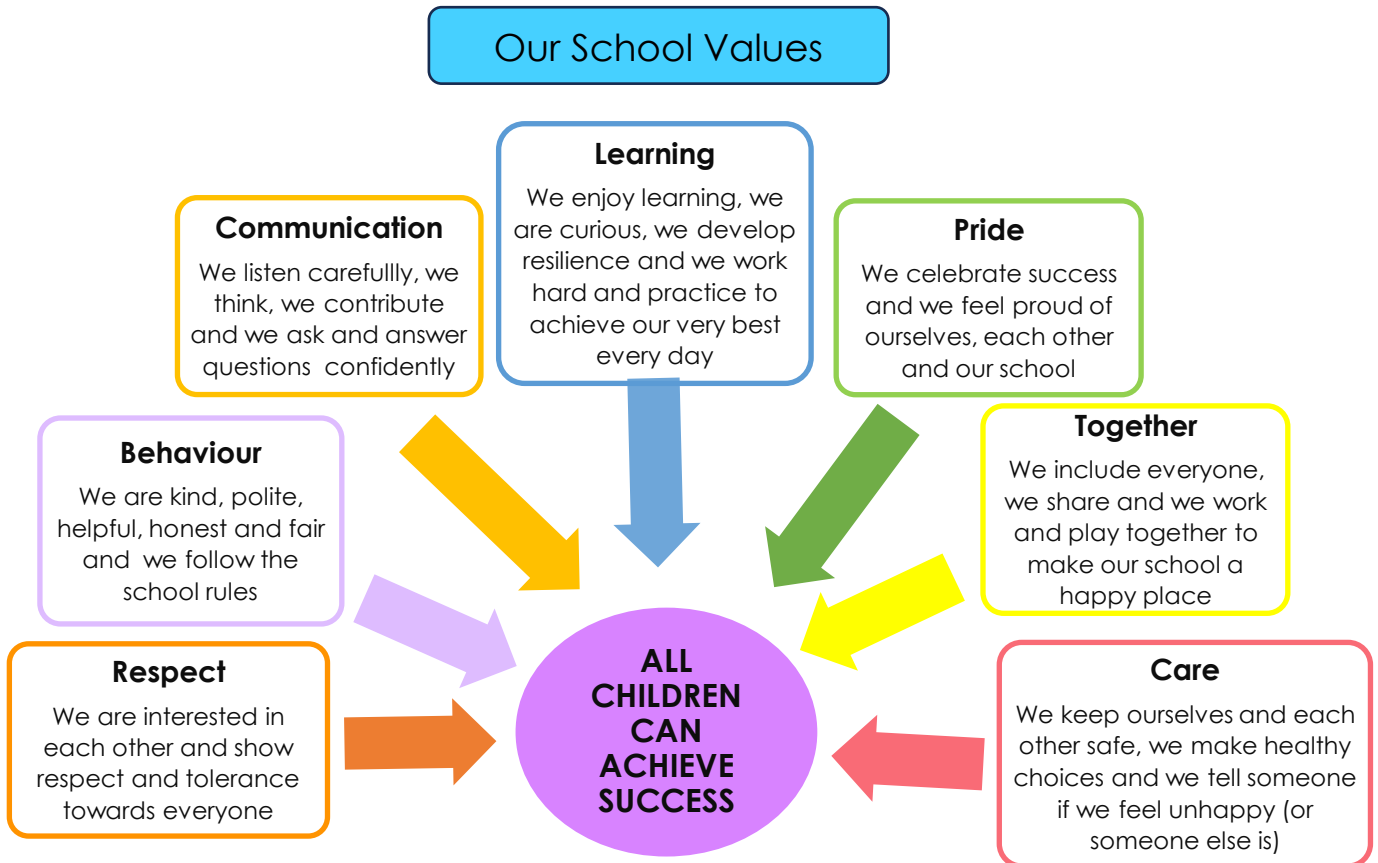 Our School Values
Learning
We enjoy learning, we
are curious, we develop
resilience and we work
hard and practice to
achieve our very best
every day
Communication
We listen carefullly, we
think, we contribute
and we ask and answer
questions confidently
Pride
We celebrate success
and we feel proud of
ourselves, each other
and our school
Behaviour
We are kind, polite,
helpful, honest and fair
and we follow the
school rules
Together
We include everyone,
we share and we work
and play together to
make our school a
happy place
Respect
We are interested in
each other and show
respect and tolerance
towards everyone
ALL
CHILDREN
CAN
ACHIEVE
SUCCESS
Care
We keep ourselves and each
other safe, we make healthy
choices and we tell someone
if we feel unhappy (or
someone else is)